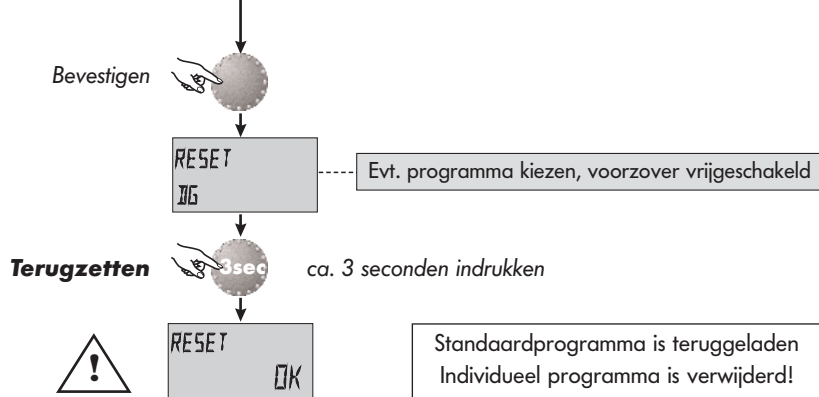 Bevestigen
RESET
DG
Evt. programma kiezen, voorzover vrijgeschakeld
Terugzetten
3sec
ca. 3 seconden indrukken
!
RESET
OK
Standaardprogramma is teruggeladen
Individueel programma is verwijderd!